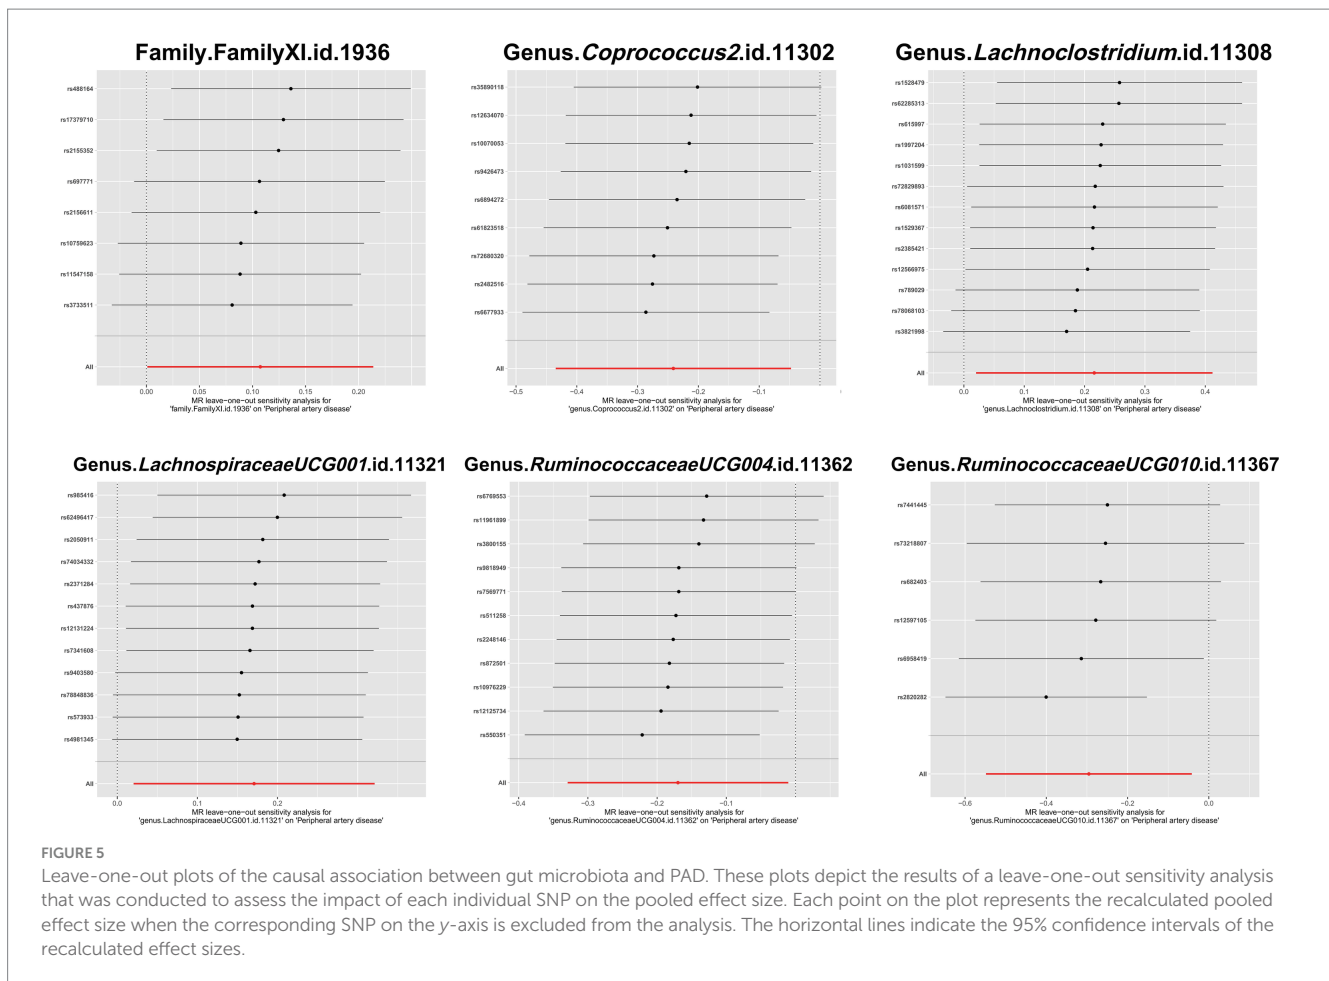 Family.FamilyXI.id.1936
rs488164
rs17379710
rs2155352
rs697771
rs2156611
rs10759623
rs11547158
rs3733511
All
0.00 0.05 0.10 0.15 0.20
MR leave-one-out sensitivity analysis for
'family.FamilyXI.id.1936' on 'Peripheral artery disease'
Genus.Coprococcus2.id.11302
rs35890118
rs12634070
rs10070053
rs9426473
rs6894272
rs61823518
rs72680320
rs2482516
rs6677933
All
−0.5 −0.4 −0.3 −0.2 −0.1
MR leave-one-out sensitivity analysis for
'genus.Coprococcus2.id.11302' on 'Peripheral artery disease'
Genus.Lachnoclostridium.id.11308
rs1528479
rs62285313
rs615997
rs1997204
rs1031599
rs72829893
rs6081571
rs1529367
rs2385421
rs12566975
rs789029
rs78068103
rs3821998
All
0.0 0.1 0.2 0.3 0.4
MR leave-one-out sensitivity analysis for
'genus.Lachnoclostridium.id.11308' on 'Peripheral artery disease'
Genus.LachnospiraceaeUCG001.id.11321
rs985416
rs62496417
rs2050911
rs74034332
rs2371284
rs437876
rs12131224
rs7341608
rs9403580
rs78848836
rs573933
rs4981345
All
0.0 0.1 0.2
MR leave-one-out sensitivity analysis for
'genus.LachnospiraceaeUCG001.id.11321' on 'Peripheral artery disease'
Genus.RuminococcaceaeUCG004.id.11362
rs6769553
rs11961899
rs3800155
rs9818949
rs7569771
rs511258
rs2248146
rs872501
rs10976229
rs12125734
rs550351
All
−0.4 −0.3 −0.2 −0.1
MR leave-one-out sensitivity analysis for
'genus.RuminococcaceaeUCG004.id.11362' on 'Peripheral artery disease'
Genus.RuminococcaceaeUCG010.id.11367
rs7441445
rs73218807
rs682403
rs12597105
rs6958419
rs2820282
All
−0.6 −0.4 −0.2 0.0
MR leave-one-out sensitivity analysis for
'genus.RuminococcaceaeUCG010.id.11367' on 'Peripheral artery disease'
FIGURE 5
Leave-one-out plots of the causal association between gut microbiota and PAD. These plots depict the results of a leave-one-out sensitivity analysis
that was conducted to assess the impact of each individual SNP on the pooled effect size. Each point on the plot represents the recalculated pooled
effect size when the corresponding SNP on the y-axis is excluded from the analysis. The horizontal lines indicate the 95% confidence intervals of the
recalculated effect sizes.